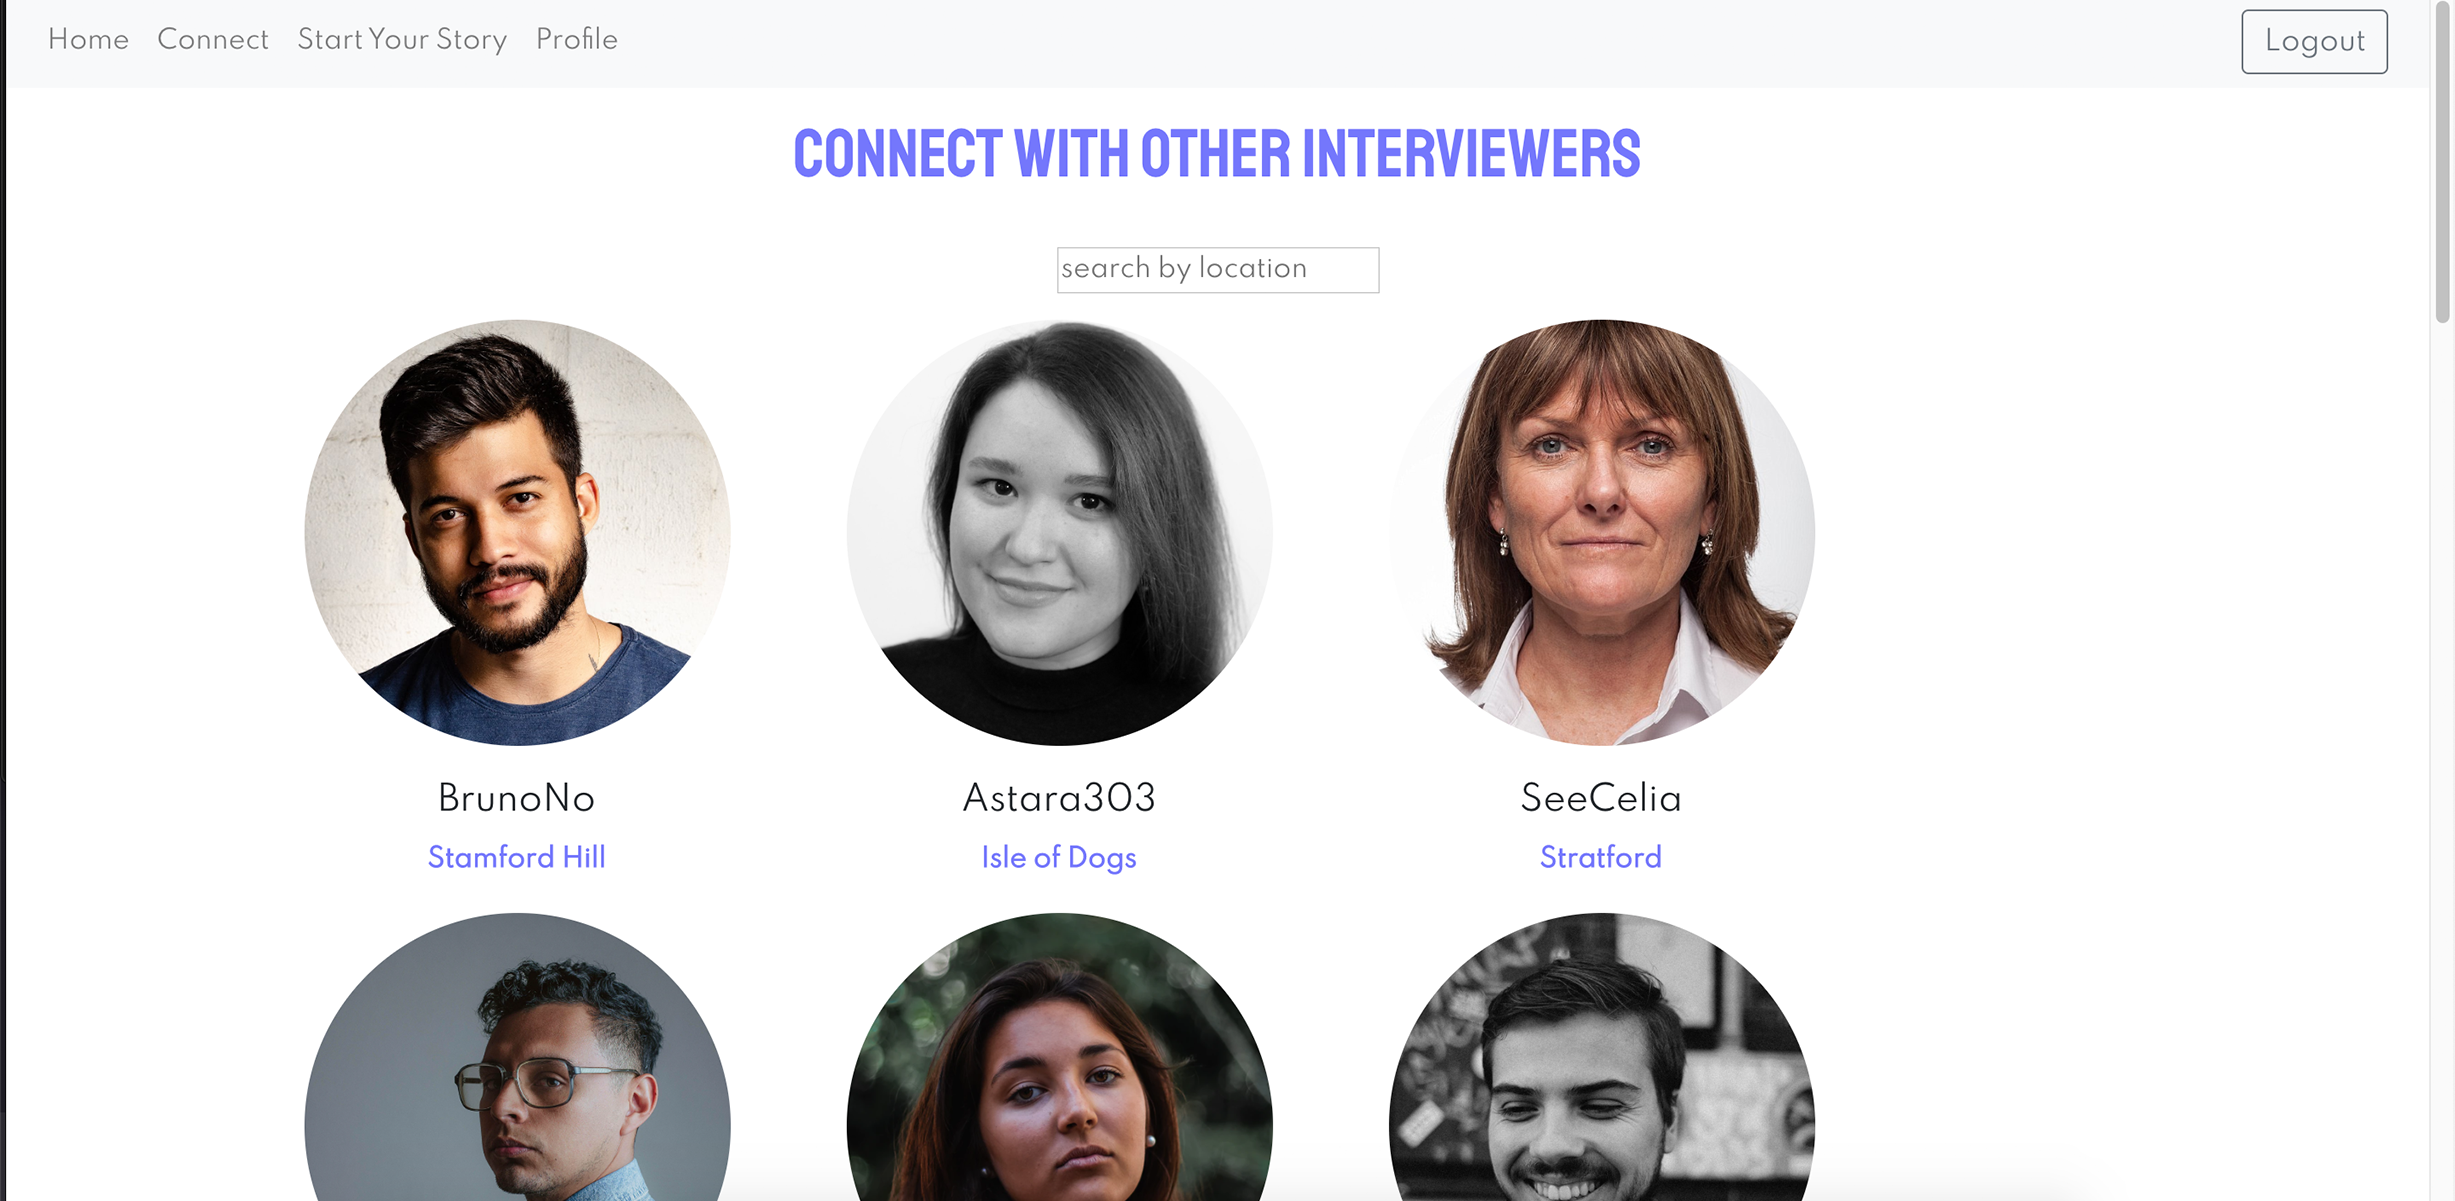 Home Connect Start Your Story Profile Logout
CONNECT WITH OTHER INTERVIEWERS
search by location
BrunoNo Astara303 SeeCelia
Stamford Hill Isle of Dogs Stratford